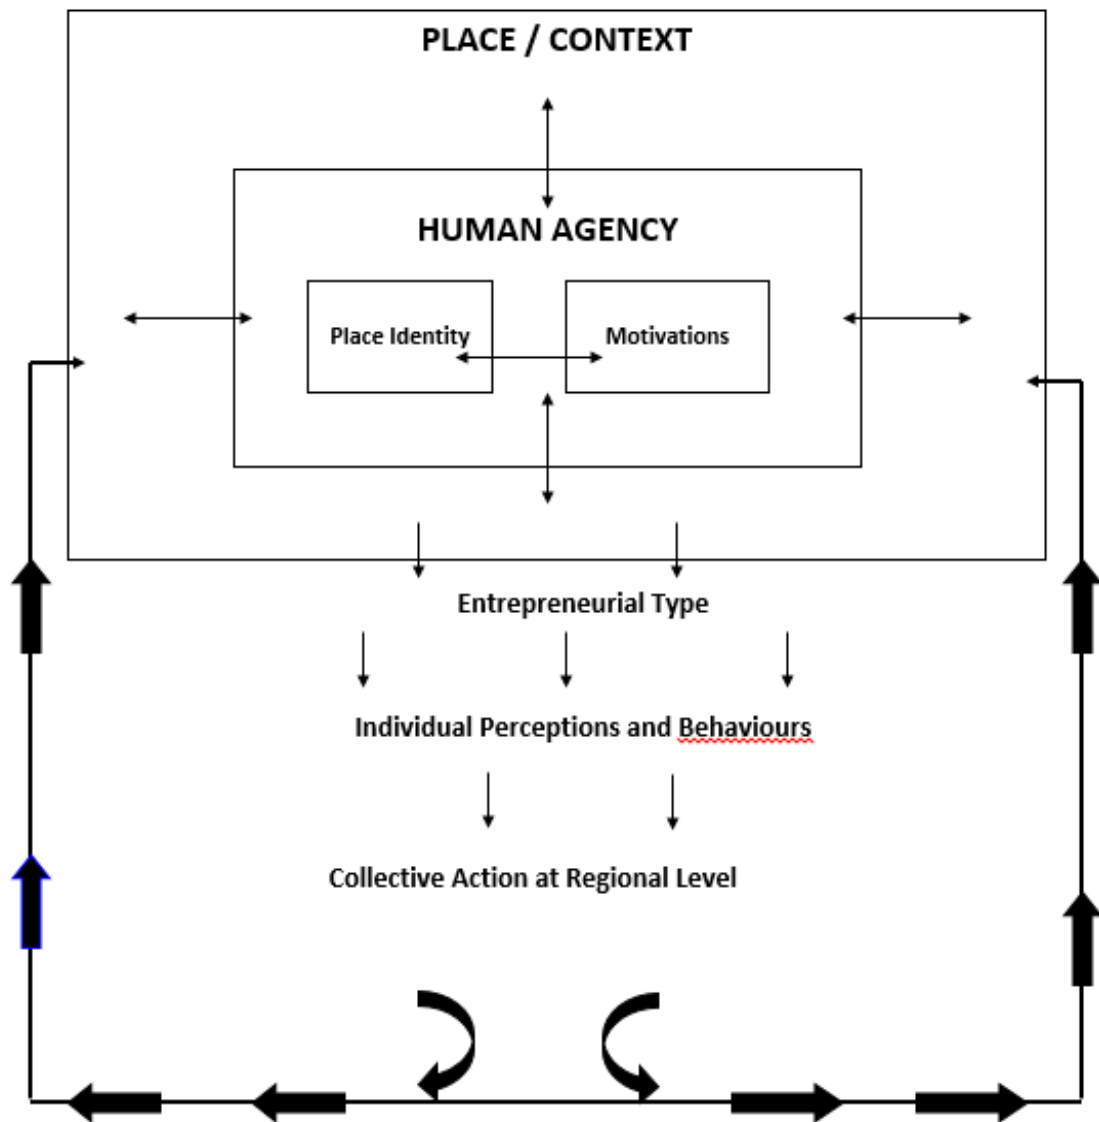 PLACE / CONTEXT
HUMAN AGENCY
Place Identity
Motivations
Entrepreneurial Type
Individual Perceptions and Behaviours
Collective Action at Regional Level